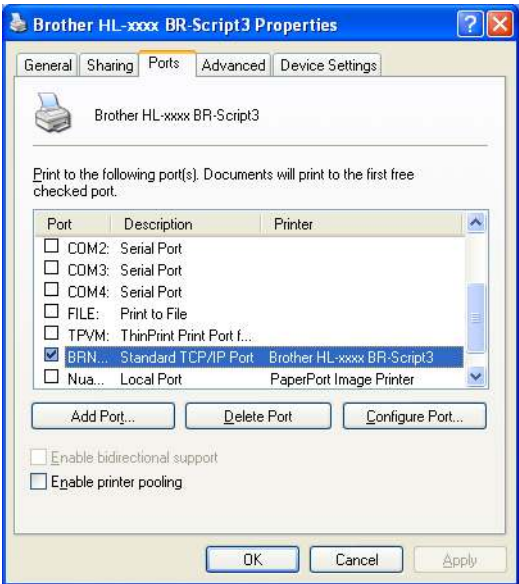 Brother HL-xxxx BR-Script3 Properties
General Sharing Ports Advanced Device Settings
Brother HL-xxxx BR-Script3
Print to the following port(s). Documents will print to the first free
checked port.
Port Description Printer
COM2: Serial Port
COM3: Serial Port
COM4: Serial Port
FILE: Print to File
TPVM: ThinPrint Print Port f...
BRN... Standard TCP/IP Port Brother HL-xxxx BR-Script3
Nua... Local Port PaperPort Image Printer
Add Port... Delete Port Configure Port...
Enable bidirectional support
Enable printer pooling
OK Cancel Apply